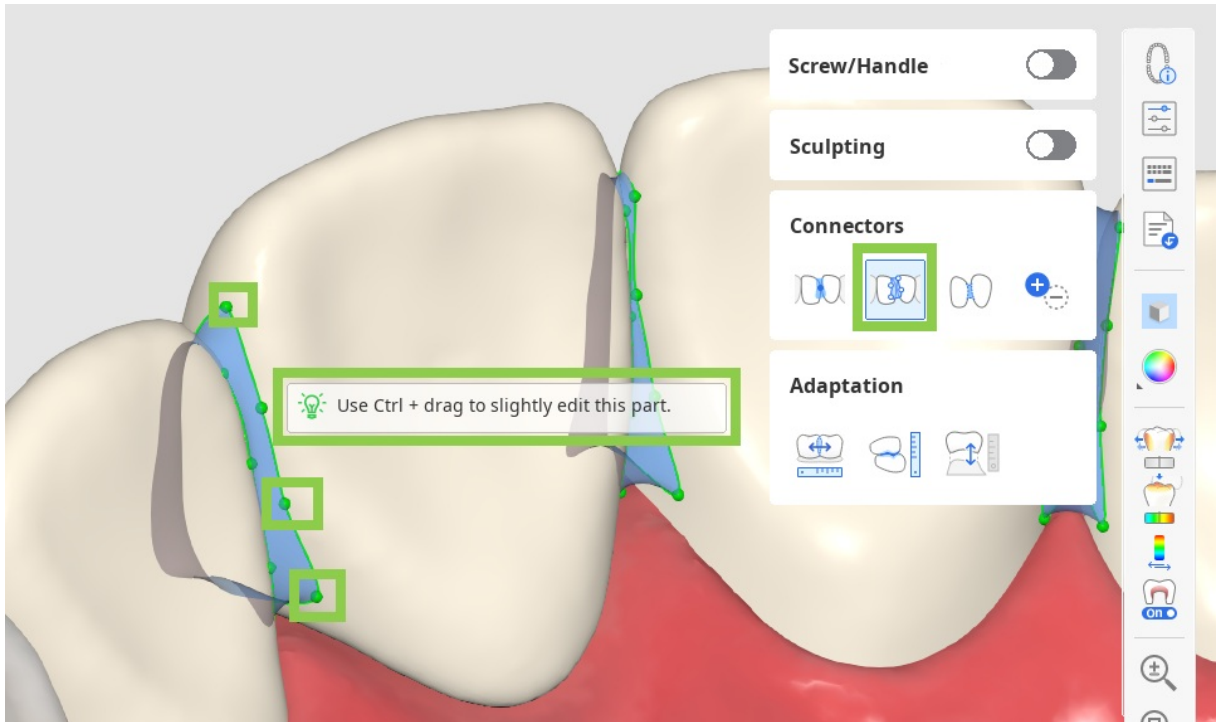 Screw/Handle
Sculpting
Connectors
Adaptation
Use Ctrl + drag to slightly edit this part.
On